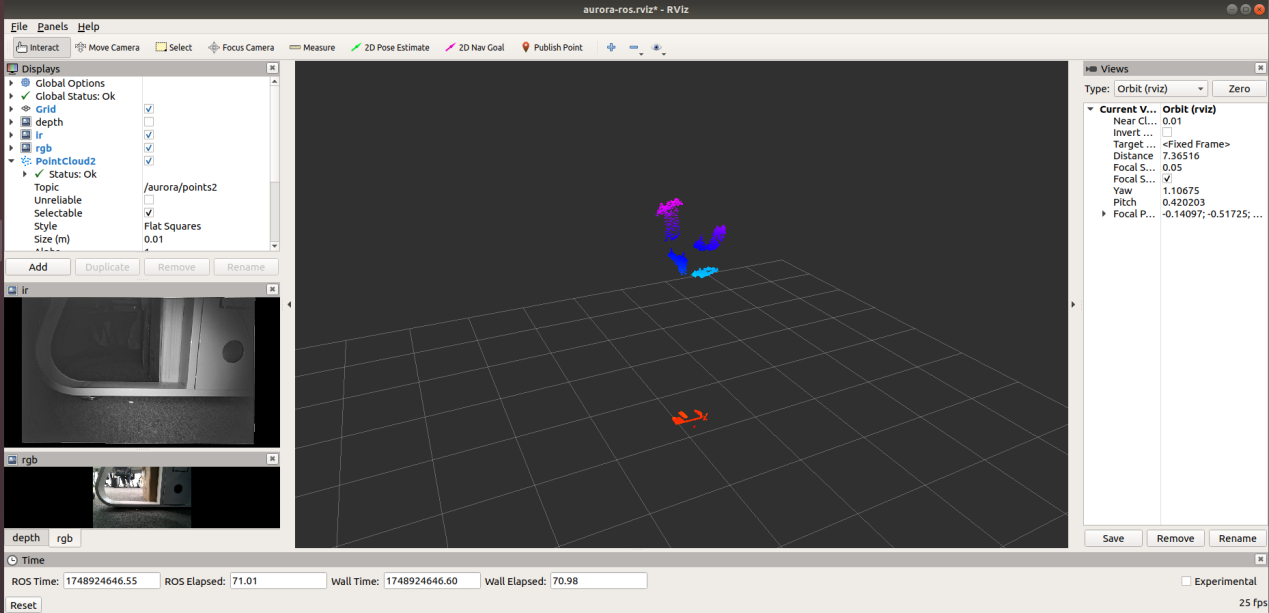 aurora-ros.rviz* - RViz
File Panels Help
Interact Move Camera Select Focus Camera Measure 2D Pose Estimate 2D Nav Goal Publish Point
Displays
Global Options
Global Status: Ok
Grid
depth
ir
rgb
PointCloud2
Status: Ok
Topic /aurora/points2
Unreliable
Selectable
Style Flat Squares
Size (m) 0.01
Add Duplicate Remove Rename
ir
rgb
depth rgb
Views
Type: Orbit (rviz) Zero
Current V... Orbit (rviz)
Near Cl... 0.01
Invert ...
Target ... <Fixed Frame>
Distance 7.36516
Focal S... 0.05
Focal S...
Yaw 1.10675
Pitch 0.420203
Focal P... -0.14097; -0.51725; ...
Save Remove Rename
Time
ROS Time: 1748924646.55 ROS Elapsed: 71.01 Wall Time: 1748924646.60 Wall Elapsed: 70.98 Experimental
Reset 25 fps